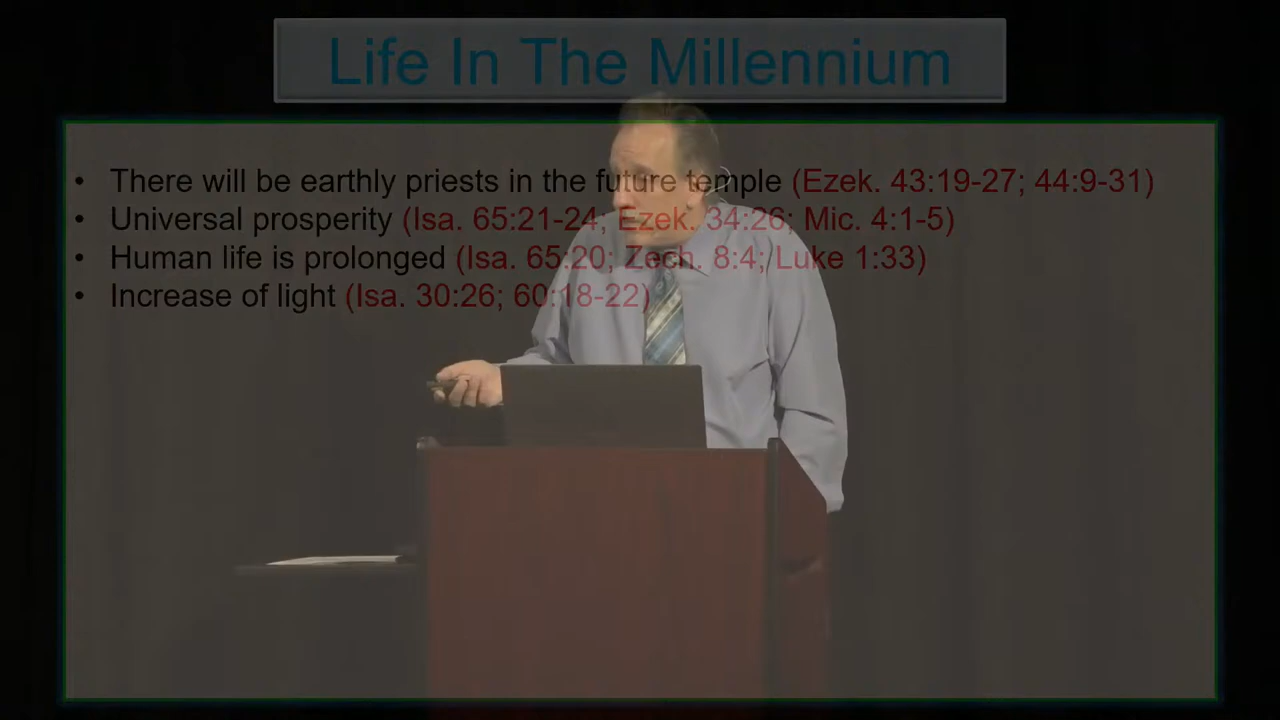 Life In The Millennium
• There will be earthly priests in the future temple (Ezek. 43:19-27; 44:9-31)
• Universal prosperity (Isa. 65:21-24; Ezek. 34:26; Mic. 4:1-5)
• Human life is prolonged (Isa. 65:20; Zech. 8:4; Luke 1:33)
• Increase of light (Isa. 30:26; 60:18-22)